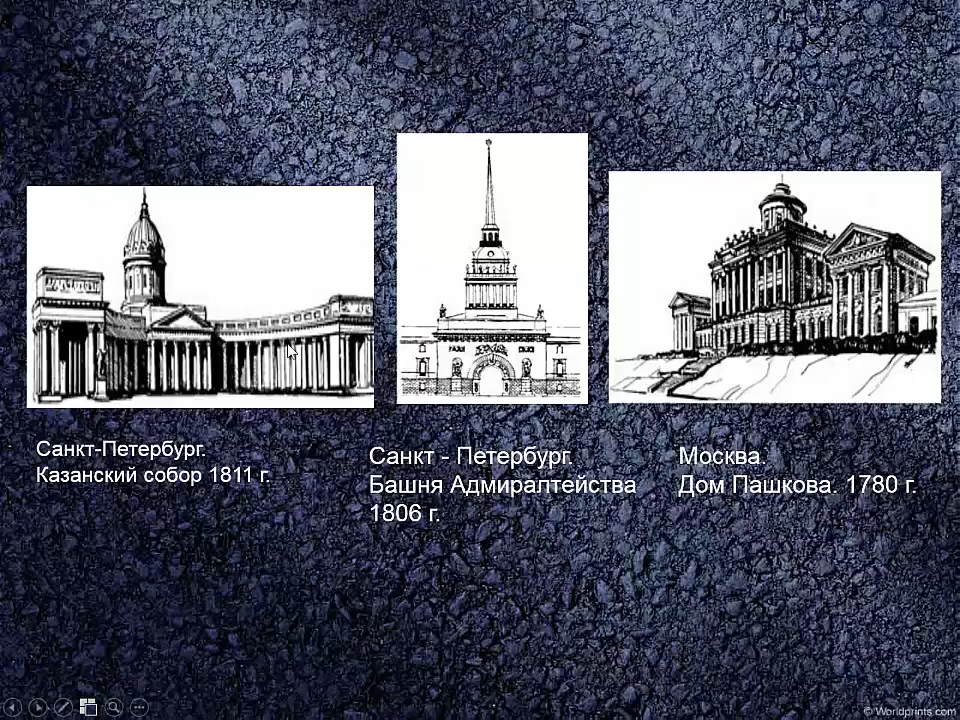 Санкт-Петербург.
Казанский собор 1811 г.
Санкт - Петербург.
Башня Адмиралтейства
1806 г.
Москва.
Дом Пашкова. 1780 г.
© Worldprints.com